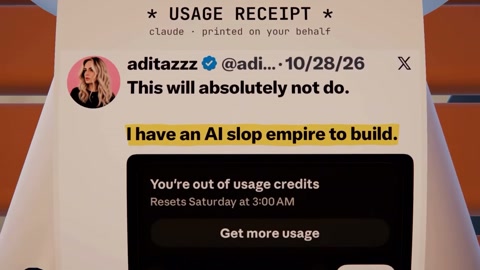 * USAGE RECEIPT *
claude · printed on your behalf
aditazzz @adi... · 10/28/26
This will absolutely not do.
I have an AI slop empire to build.
You're out of usage credits
Resets Saturday at 3:00 AM
Get more usage